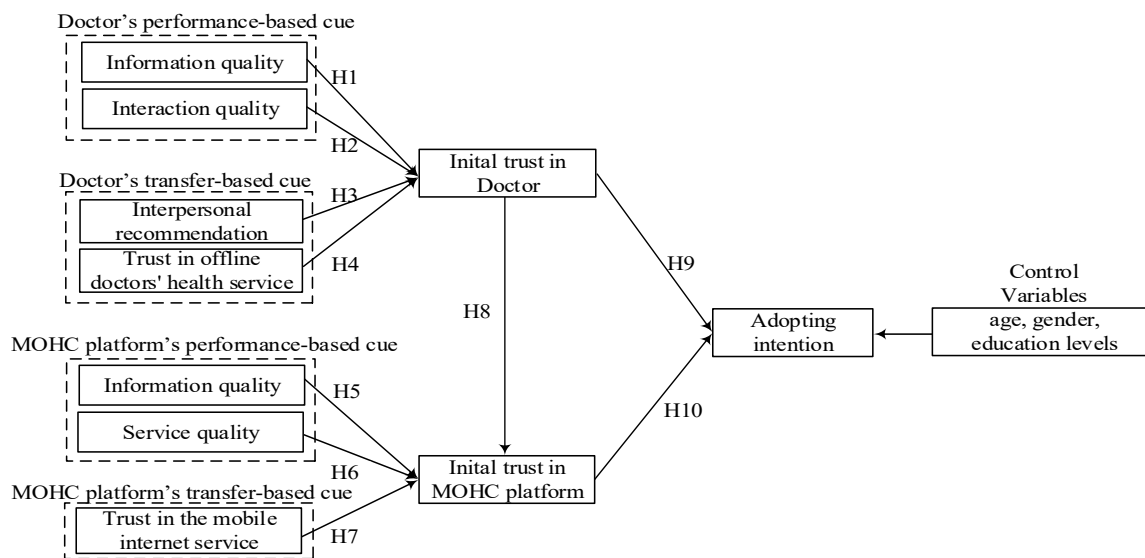 Doctor's performance-based cue
Information quality
H1
Interaction quality
H2
Doctor's transfer-based cue
Interpersonal
recommendation
H3
Trust in offline
doctors' health service
H4
Inital trust in
Doctor
H8
H9
MOHC platform's performance-based cue
Information quality
H5
Service quality
H6
MOHC platform's transfer-based cue
Trust in the mobile
internet service
H7
Inital trust in
MOHC platform
H10
Adopting
intention
Control
Variables
age, gender,
education levels